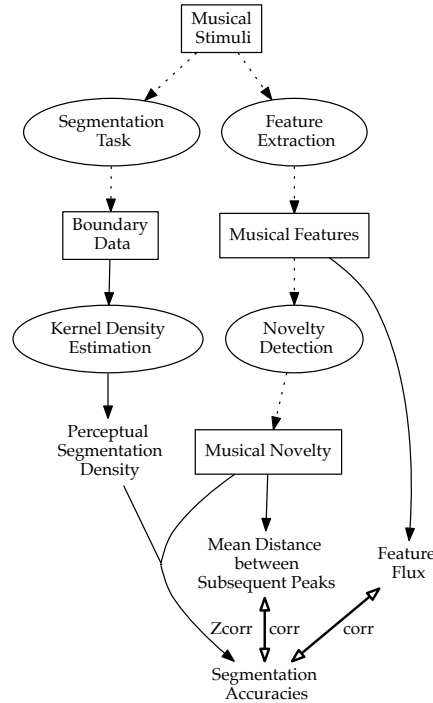 Musical
Stimuli
Segmentation
Task
Feature
Extraction
Boundary
Data
Musical Features
Kernel Density
Estimation
Novelty
Detection
Perceptual
Segmentation
Density
Musical Novelty
Mean Distance
between
Subsequent Peaks
Feature
Flux
Zcorr
corr
corr
Segmentation
Accuracies